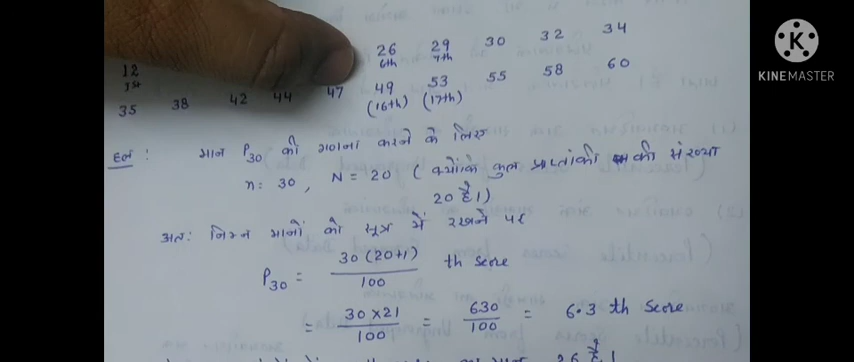 26 29 30 32 34
12 6th 7th
1st
35 38 42 44 47 49 53 55 58 60
(16th) (17th)
हल : मान P30 की गणना करने के लिए
n = 30 , N = 20 ( क्योंकि कुल प्राप्तांकों की संख्या
20 है।)
अतः निम्न मानों को सूत्र में रखने पर
P30 = 30 (20+1) / 100 th score
= 30 × 21 / 100 = 630 / 100 = 6.3 th score
26 है।
K
KINEMASTER